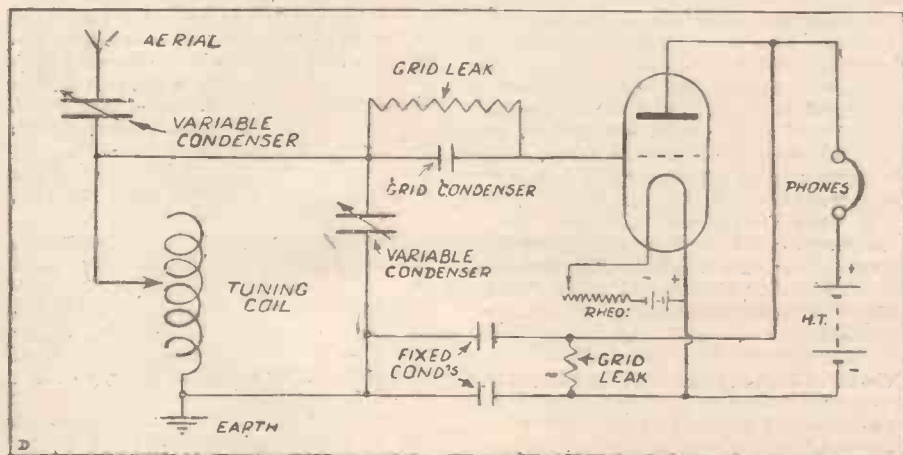 AERIAL
VARIABLE
CONDENSER
GRID LEAK
GRID CONDENSER
VARIABLE
CONDENSER
TUNING
COIL
EARTH
FIXED
COND'S
GRID
LEAK
- +
RHEO:
PHONES
+
H.T.
-
D